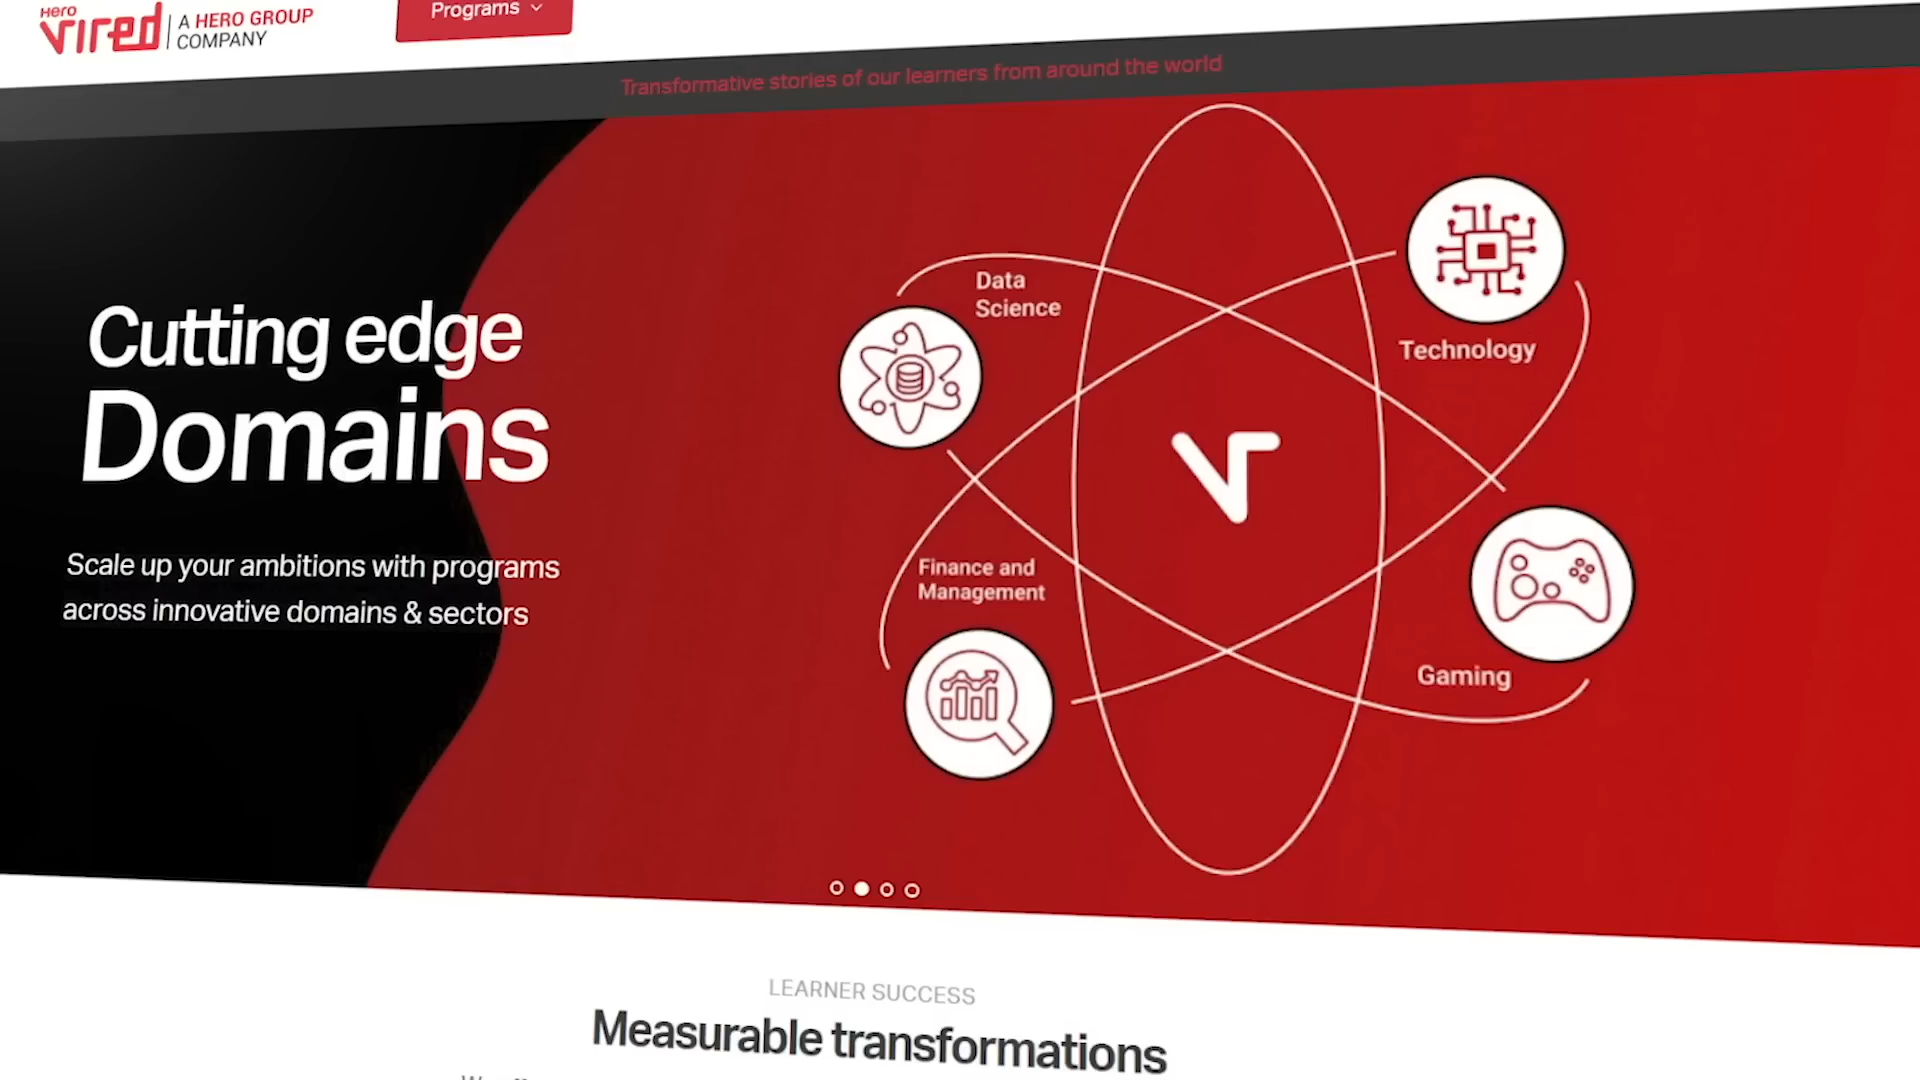 Hero
vired
A HERO GROUP
COMPANY
Programs
Transformative stories of our learners from around the world
Cutting edge
Domains
Scale up your ambitions with programs
across innovative domains & sectors
Data
Science
Technology
Finance and
Management
Gaming
LEARNER SUCCESS
Measurable transformations